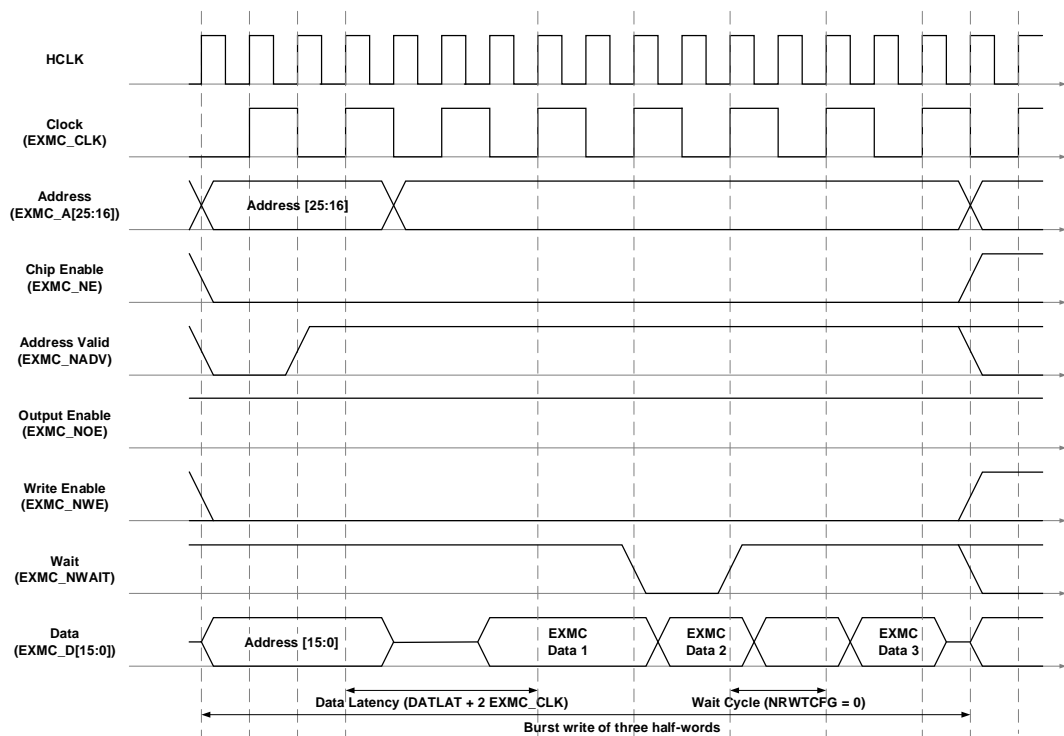 HCLK
Clock
(EXMC_CLK)
Address
(EXMC_A[25:16])
Address [25:16]
Chip Enable
(EXMC_NE)
Address Valid
(EXMC_NADV)
Output Enable
(EXMC_NOE)
Write Enable
(EXMC_NWE)
Wait
(EXMC_NWAIT)
Data
(EXMC_D[15:0])
Address [15:0]
EXMC
Data 1
EXMC
Data 2
EXMC
Data 3
Data Latency (DATLAT + 2 EXMC_CLK)
Wait Cycle (NRWTCFG = 0)
Burst write of three half-words